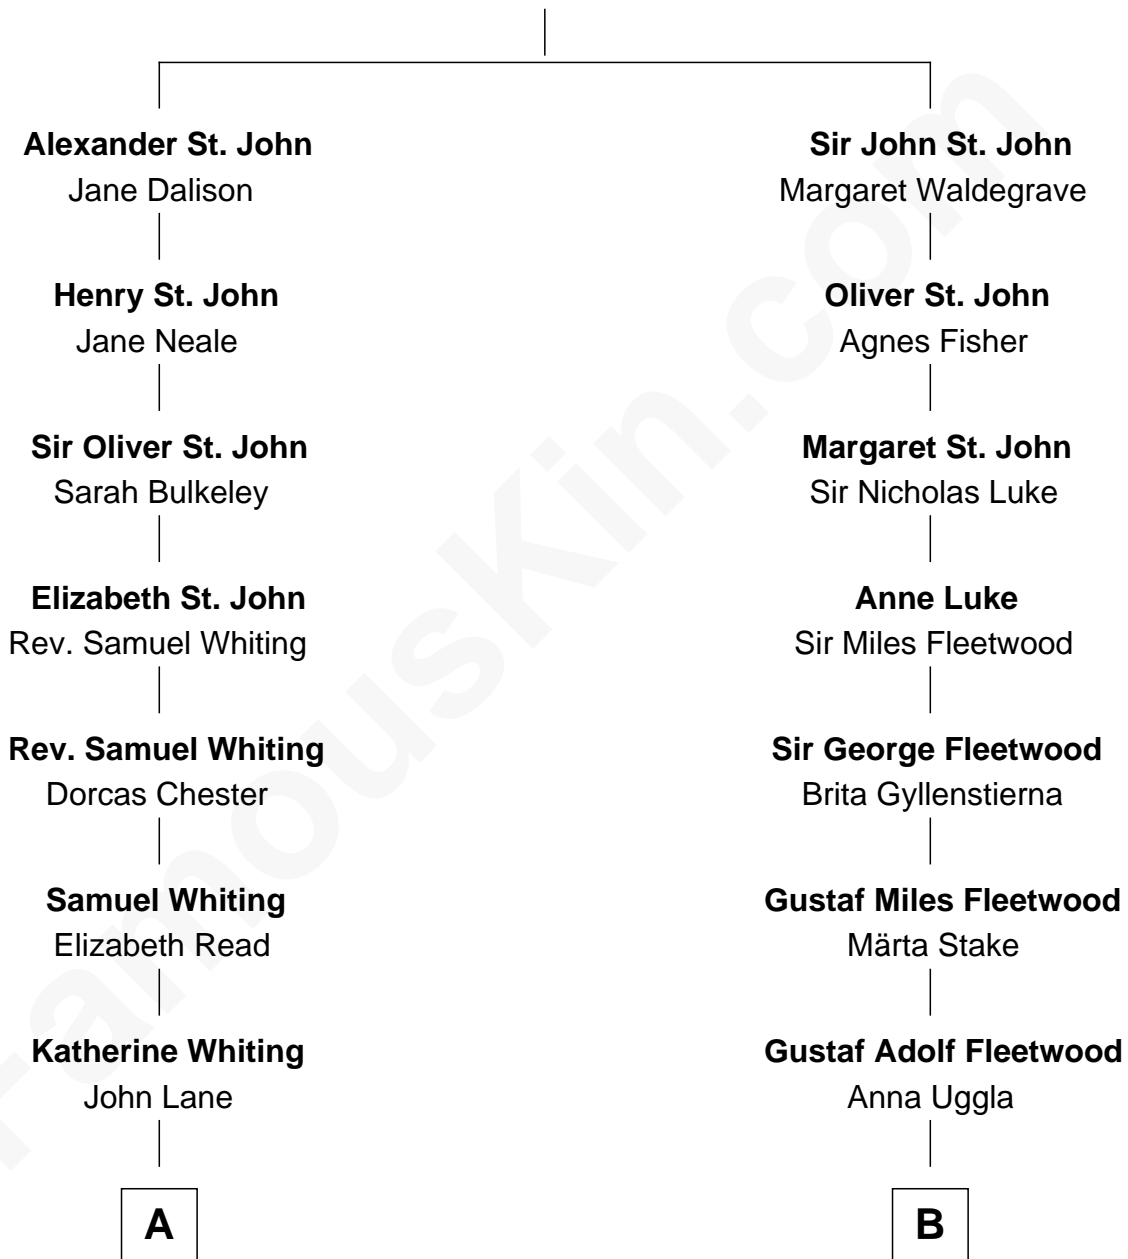 Alexander St. John
Jane Dalison
Henry St. John
Jane Neale
Sir Oliver St. John
Sarah Bulkeley
Elizabeth St. John
Rev. Samuel Whiting
Rev. Samuel Whiting
Dorcas Chester
Samuel Whiting
Elizabeth Read
Katherine Whiting
John Lane
A
Sir John St. John
Margaret Waldegrave
Oliver St. John
Agnes Fisher
Margaret St. John
Sir Nicholas Luke
Anne Luke
Sir Miles Fleetwood
Sir George Fleetwood
Brita Gyllenstierna
Gustaf Miles Fleetwood
Märta Stake
Gustaf Adolf Fleetwood
Anna Uggla
B
FamousKin.com